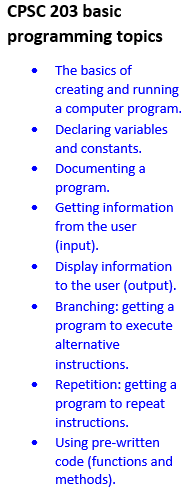 CPSC 203 basic
programming topics
• The basics of
creating and running
a computer program.
• Declaring variables
and constants.
• Documenting a
program.
• Getting information
from the user
(input).
• Display information
to the user (output).
• Branching: getting a
program to execute
alternative
instructions.
• Repetition: getting a
program to repeat
instructions.
• Using pre-written
code (functions and
methods).